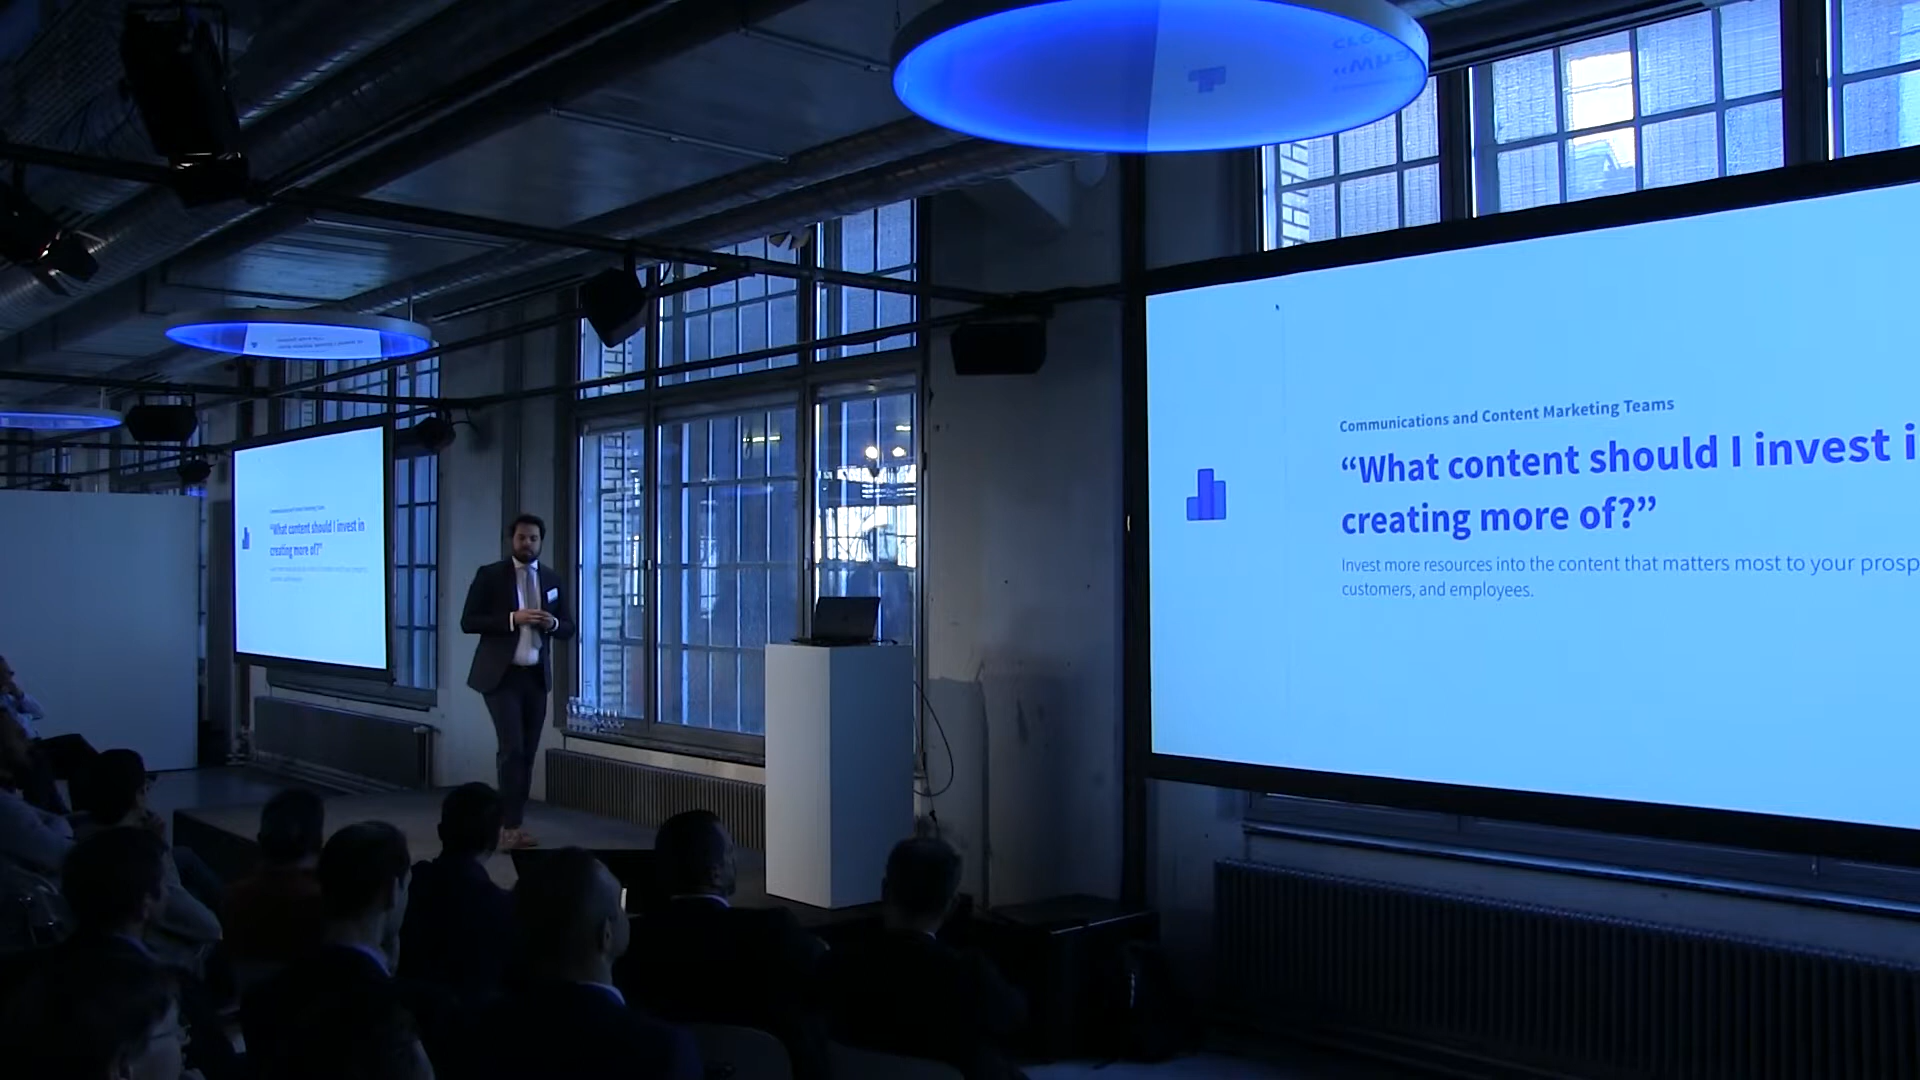 Communications and Content Marketing Teams
“What content should I invest i
creating more of?”
Invest more resources into the content that matters most to your prosp
customers, and employees.
“What content should I invest in
creating more of?”